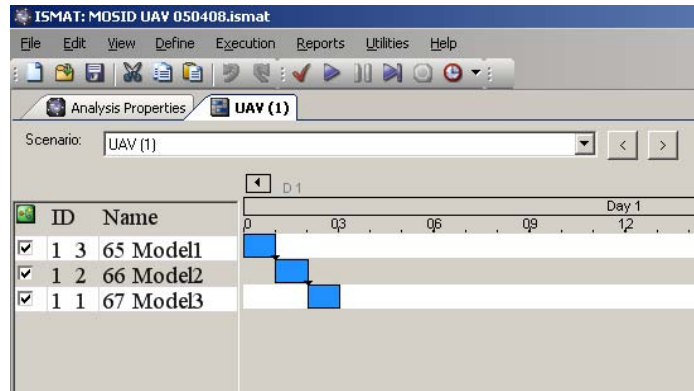 ISMAT: MOSID UAV 050408.ismat
File Edit View Define Execution Reports Utilities Help
Analysis Properties UAV (1)
Scenario: UAV (1) < >
D 1
Day 1
ID Name 0 03 06 09 12
1 3 65 Model1
1 2 66 Model2
1 1 67 Model3